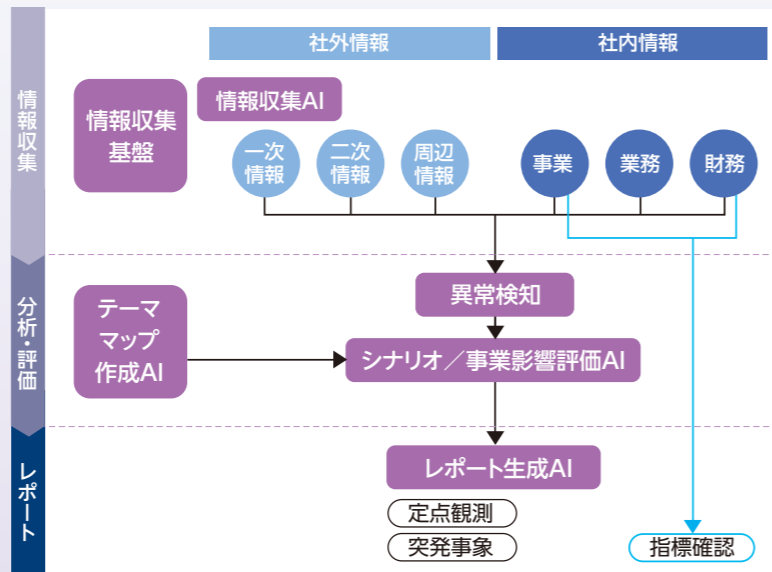 社外情報
社内情報
情報収集
情報収集
基盤
情報収集AI
一次
情報
二次
情報
周辺
情報
事業
業務
財務
分析・評価
テーマ
マップ
作成AI
異常検知
シナリオ／事業影響評価AI
レポート
レポート生成AI
定点観測
突発事象
指標確認